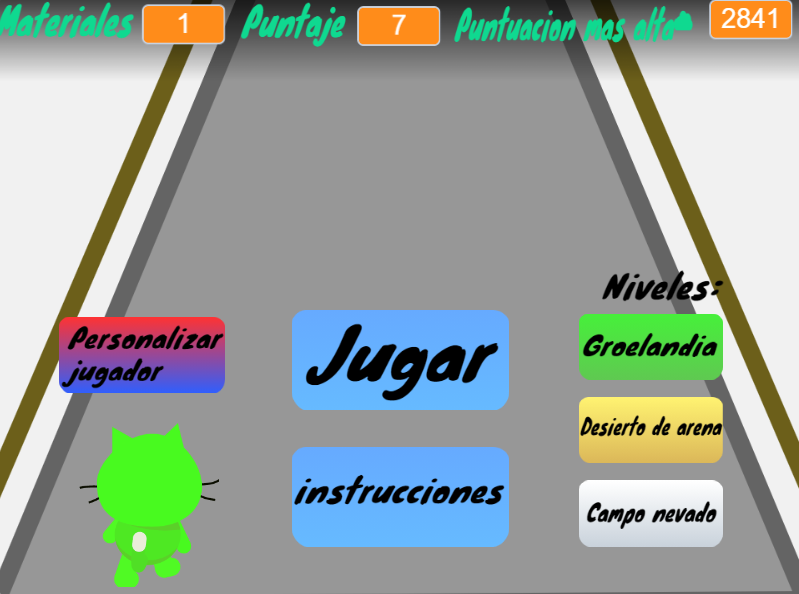 Materiales 1 Puntaje 7 Puntuacion mas alta 2841
Niveles:
Personalizar
jugador
Jugar
Groelandia
Desierto de arena
instrucciones
Campo nevado